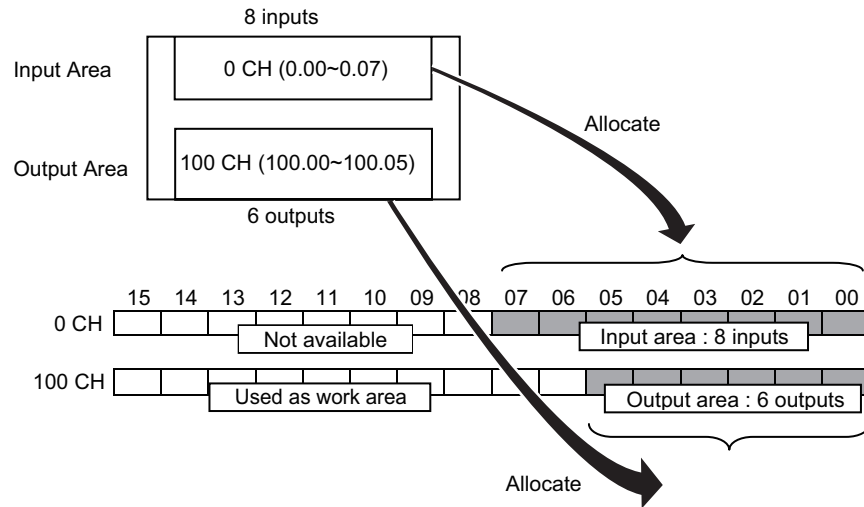 8 inputs
Input Area
0 CH (0.00~0.07)
Allocate
Output Area
100 CH (100.00~100.05)
6 outputs
15 14 13 12 11 10 09 08 07 06 05 04 03 02 01 00
0 CH
Not available
Input area : 8 inputs
100 CH
Used as work area
Output area : 6 outputs
Allocate